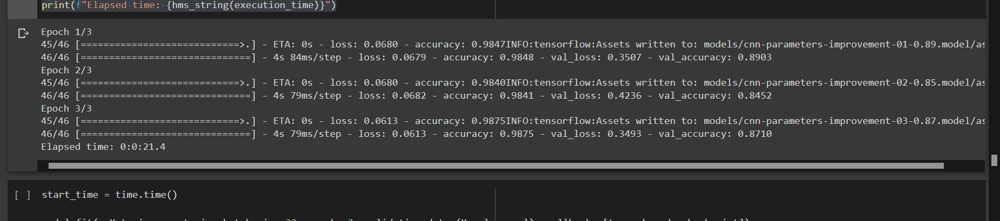 print(f"Elapsed time: {hms_string(execution_time)}")
Epoch 1/3
45/46 [============================>.] - ETA: 0s - loss: 0.0680 - accuracy: 0.9847INFO:tensorflow:Assets written to: models/cnn-parameters-improvement-01-0.89.model/as
46/46 [==============================] - 4s 84ms/step - loss: 0.0679 - accuracy: 0.9848 - val_loss: 0.3507 - val_accuracy: 0.8903
Epoch 2/3
45/46 [============================>.] - ETA: 0s - loss: 0.0680 - accuracy: 0.9840INFO:tensorflow:Assets written to: models/cnn-parameters-improvement-02-0.85.model/as
46/46 [==============================] - 4s 79ms/step - loss: 0.0682 - accuracy: 0.9841 - val_loss: 0.4236 - val_accuracy: 0.8452
Epoch 3/3
45/46 [============================>.] - ETA: 0s - loss: 0.0613 - accuracy: 0.9875INFO:tensorflow:Assets written to: models/cnn-parameters-improvement-03-0.87.model/as
46/46 [==============================] - 4s 79ms/step - loss: 0.0613 - accuracy: 0.9875 - val_loss: 0.3493 - val_accuracy: 0.8710
Elapsed time: 0:0:21.4
[ ] start_time = time.time()